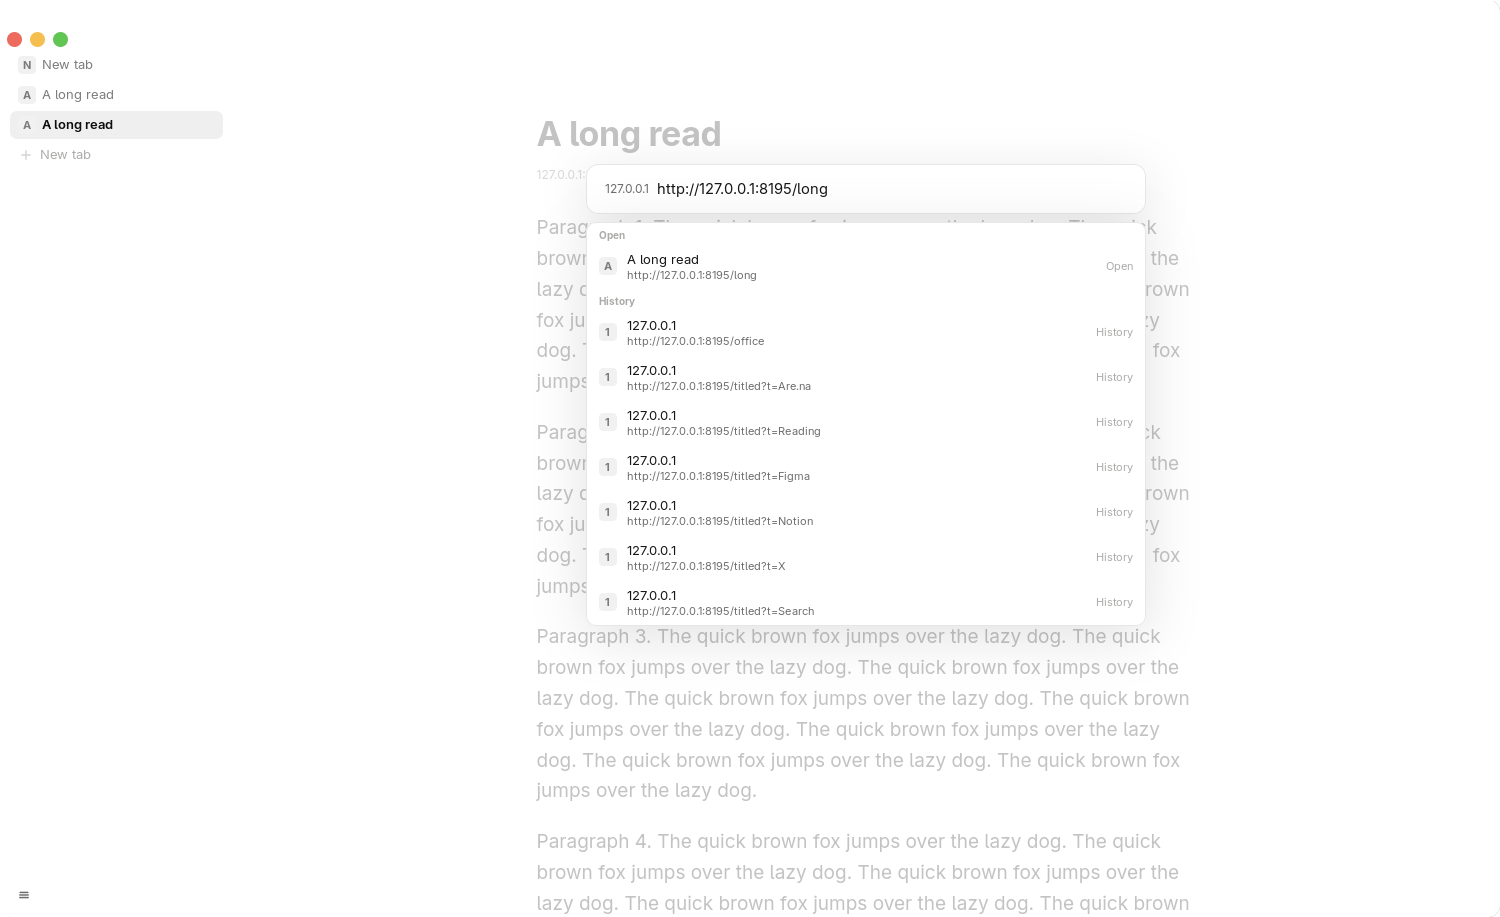 N New tab
A A long read
A A long read
+ New tab
A long read
127.0.0.1:
127.0.0.1 http://127.0.0.1:8195/long
Open
A A long read
http://127.0.0.1:8195/long
Open
History
1 127.0.0.1
http://127.0.0.1:8195/office
History
1 127.0.0.1
http://127.0.0.1:8195/titled?t=Are.na
History
1 127.0.0.1
http://127.0.0.1:8195/titled?t=Reading
History
1 127.0.0.1
http://127.0.0.1:8195/titled?t=Figma
History
1 127.0.0.1
http://127.0.0.1:8195/titled?t=Notion
History
1 127.0.0.1
http://127.0.0.1:8195/titled?t=X
History
1 127.0.0.1
http://127.0.0.1:8195/titled?t=Search
History
the
fox ju
dog.
fox
jumps
the
fox ju
dog.
fox
jumps
Paragraph 3. The quick brown fox jumps over the lazy dog. The quick
brown fox jumps over the lazy dog. The quick brown fox jumps over the
lazy dog. The quick brown fox jumps over the lazy dog. The quick brown
fox jumps over the lazy dog. The quick brown fox jumps over the lazy
dog. The quick brown fox jumps over the lazy dog. The quick brown fox
jumps over the lazy dog.
Paragraph 4. The quick brown fox jumps over the lazy dog. The quick
brown fox jumps over the lazy dog. The quick brown fox jumps over the
lazy dog. The quick brown fox jumps over the lazy dog. The quick brown